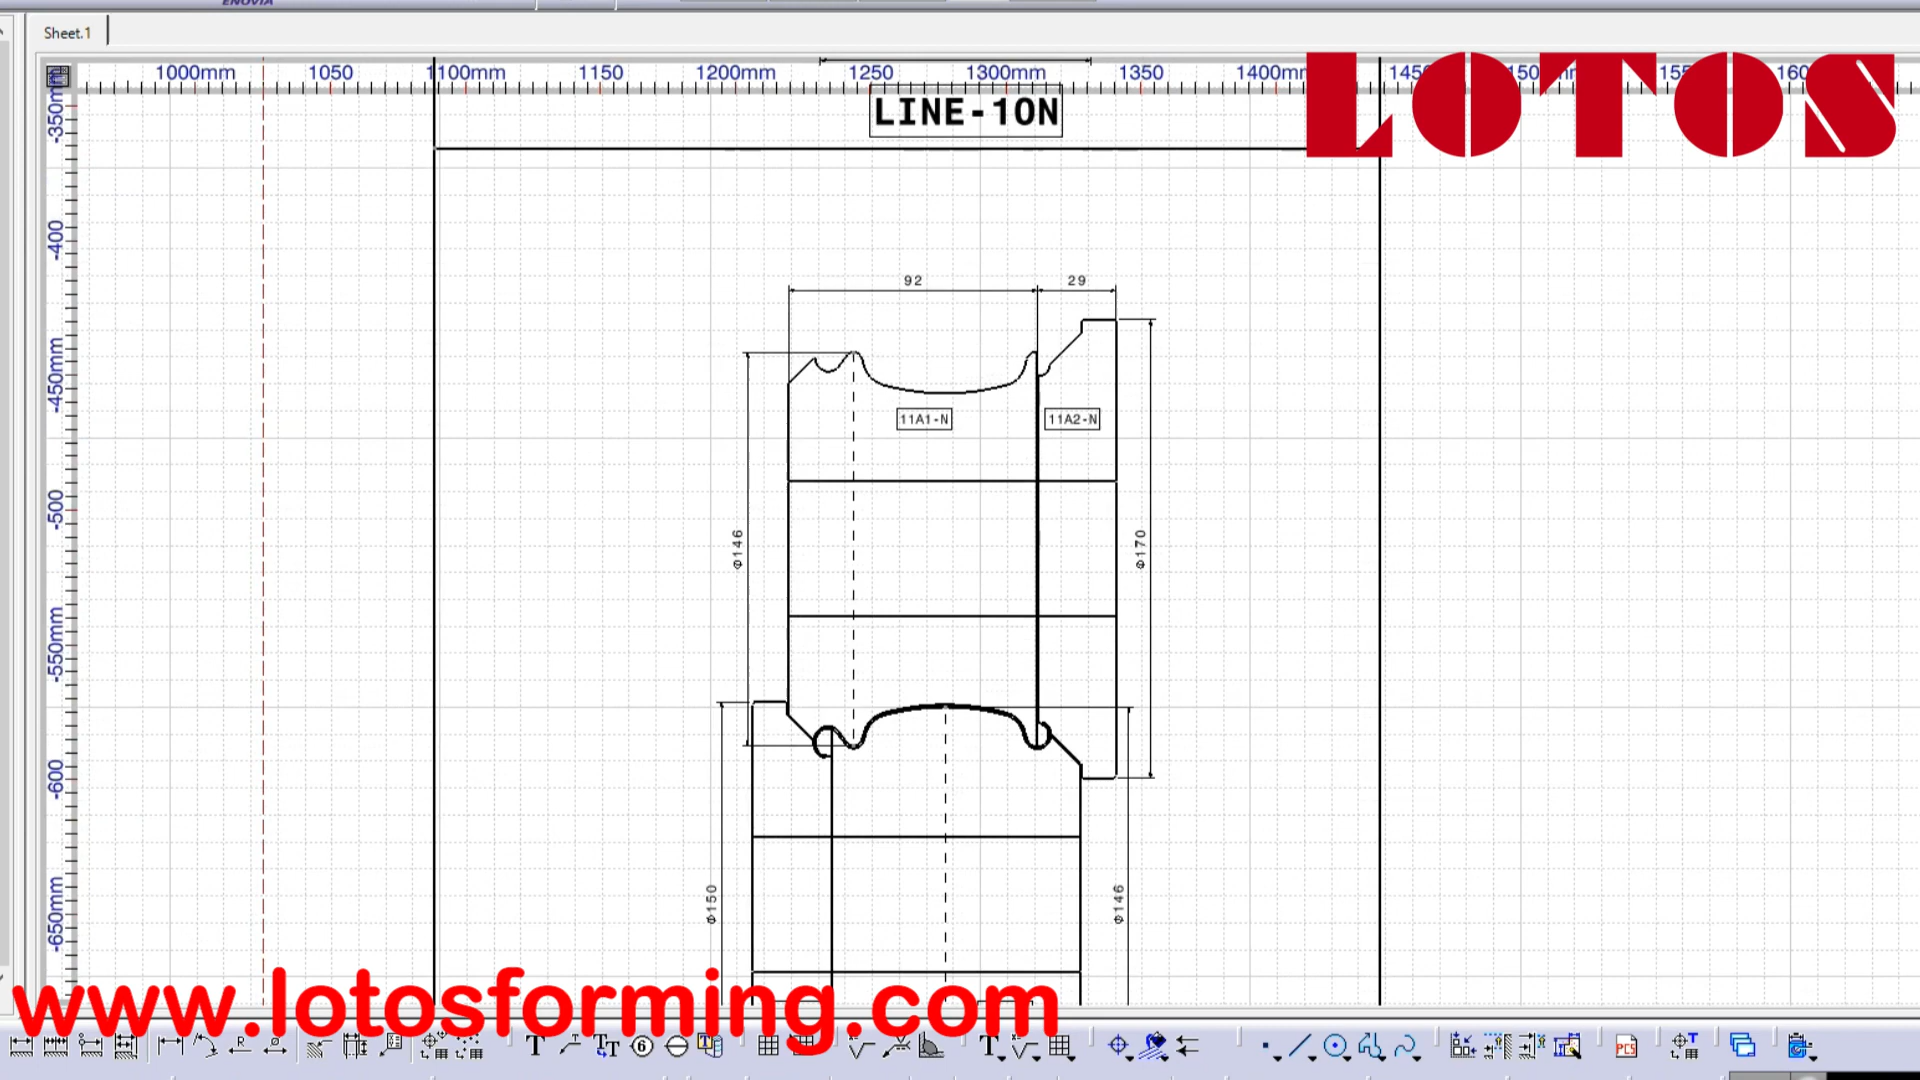 ENOVIA
Sheet.1
1000mm 1050 1100mm 1150 1200mm 1250 1300mm 1350 1400mm
LOTOS
LINE-10N
-400
-450mm
-500
-550mm
-600
-650mm
92 29
11A1-N 11A2-N
Φ146 Φ170
Φ150 Φ146
www.lotosforming.com